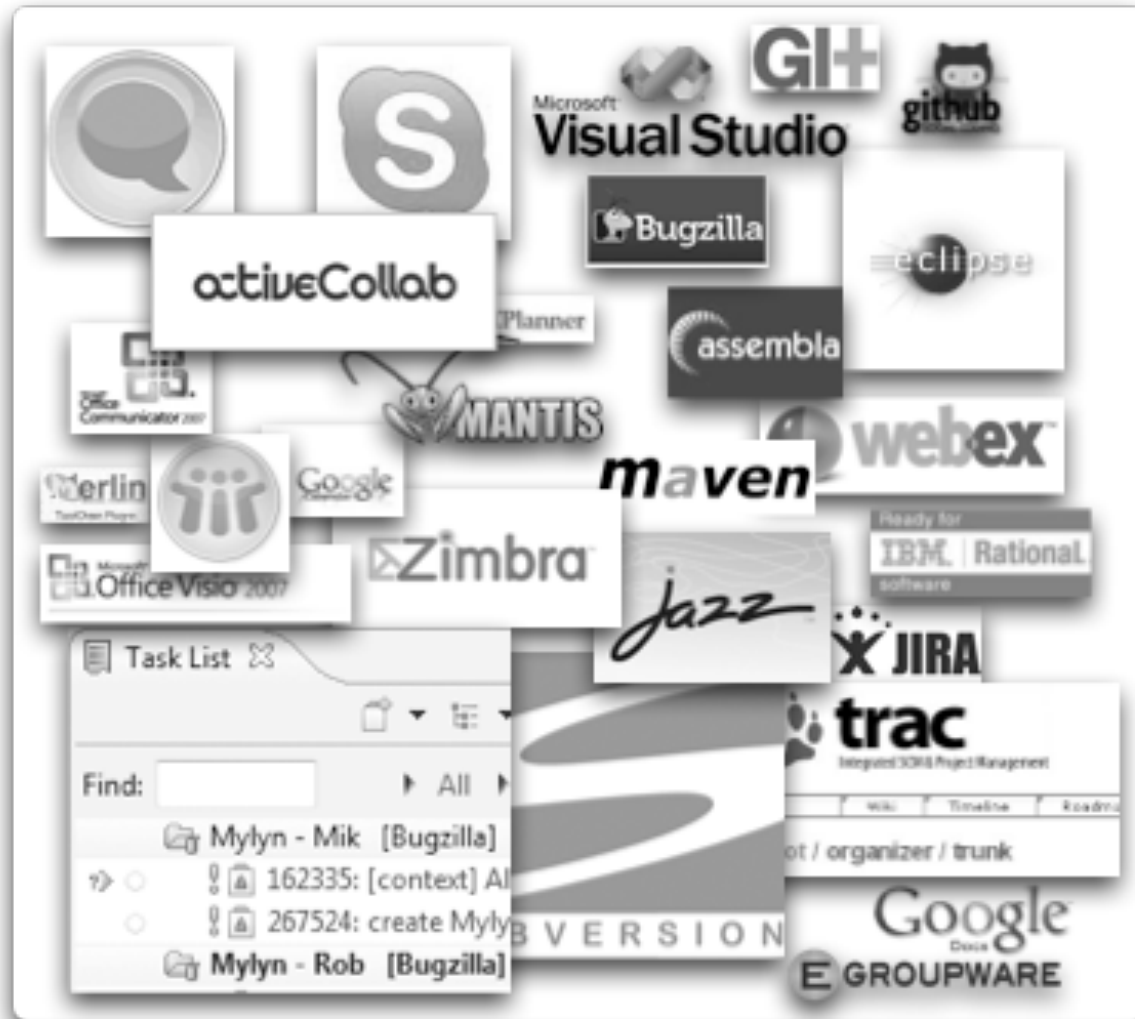 GIt
github
Microsoft
Visual Studio
S
Bugzilla
eclipse
activeCollab
Planner
assembla
Office
Communicator 2007
MANTIS
webex
maven
erlin
Google
Zimbra
Ready for
IBM. Rational.
software
Microsoft
Office Visio 2007
jazz
JIRA
Task List
trac
Integrated SCM & Project Management
Find:
All
Wiki Timeline Roadm
Mylyn - Mik [Bugzilla]
ot / organizer / trunk
162335: [context] Al
267524: create Myly
BVERSION
Google
Docs
Mylyn - Rob [Bugzilla]
EGROUPWARE